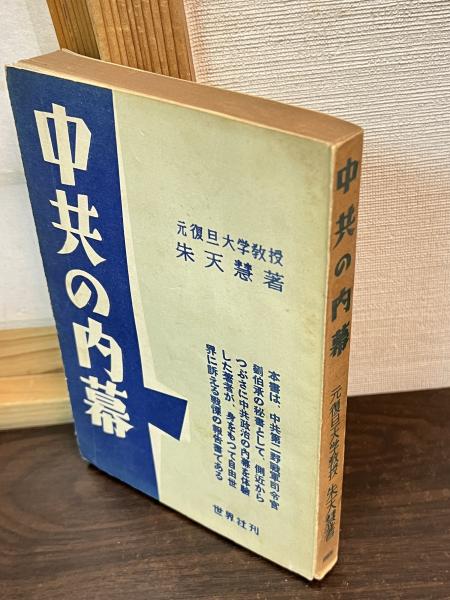 中共の内幕
元復旦大学教授
朱天慧著
本書は、中共第二野戰軍司令官
劉伯承の秘書として、側近から
つぶさに中共政治の内幕を体驗
した著者が、身をもつて自由世
界に訴える戰慄の報告書である
世界社刊
中共の内幕
元復旦大学教授 朱天慧著